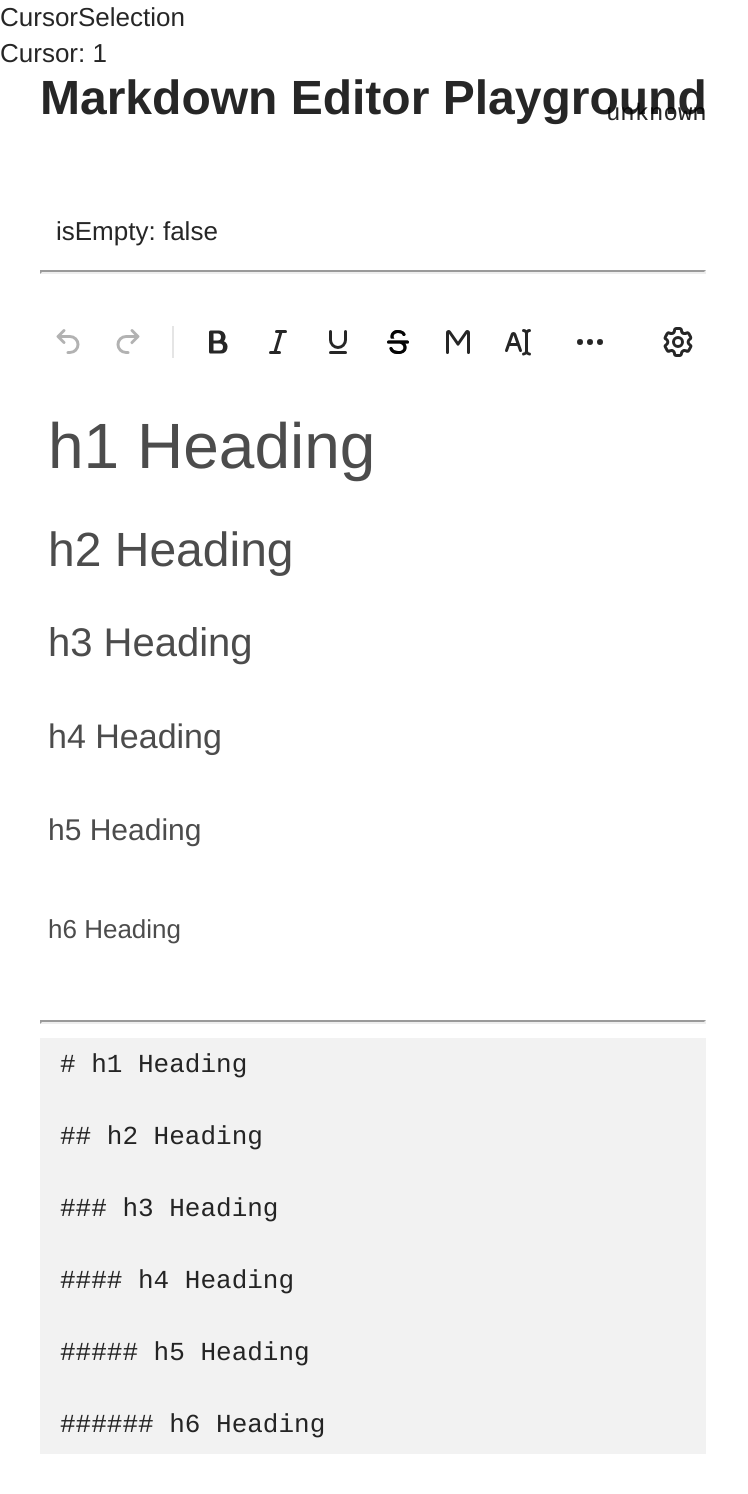 CursorSelection
Cursor: 1
Markdown Editor Playground
unknown
isEmpty: false
B I U S M AI
h1 Heading
h2 Heading
h3 Heading
h4 Heading
h5 Heading
h6 Heading
# h1 Heading
## h2 Heading
### h3 Heading
#### h4 Heading
##### h5 Heading
###### h6 Heading